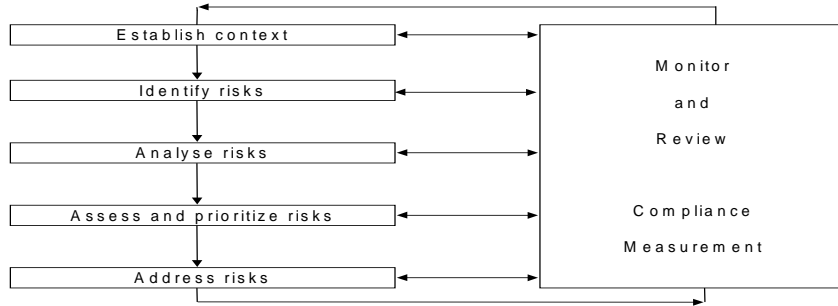 Establish context
Identify risks
Analyse risks
Assess and prioritize risks
Address risks
Monitor
and
Review
Compliance
Measurement